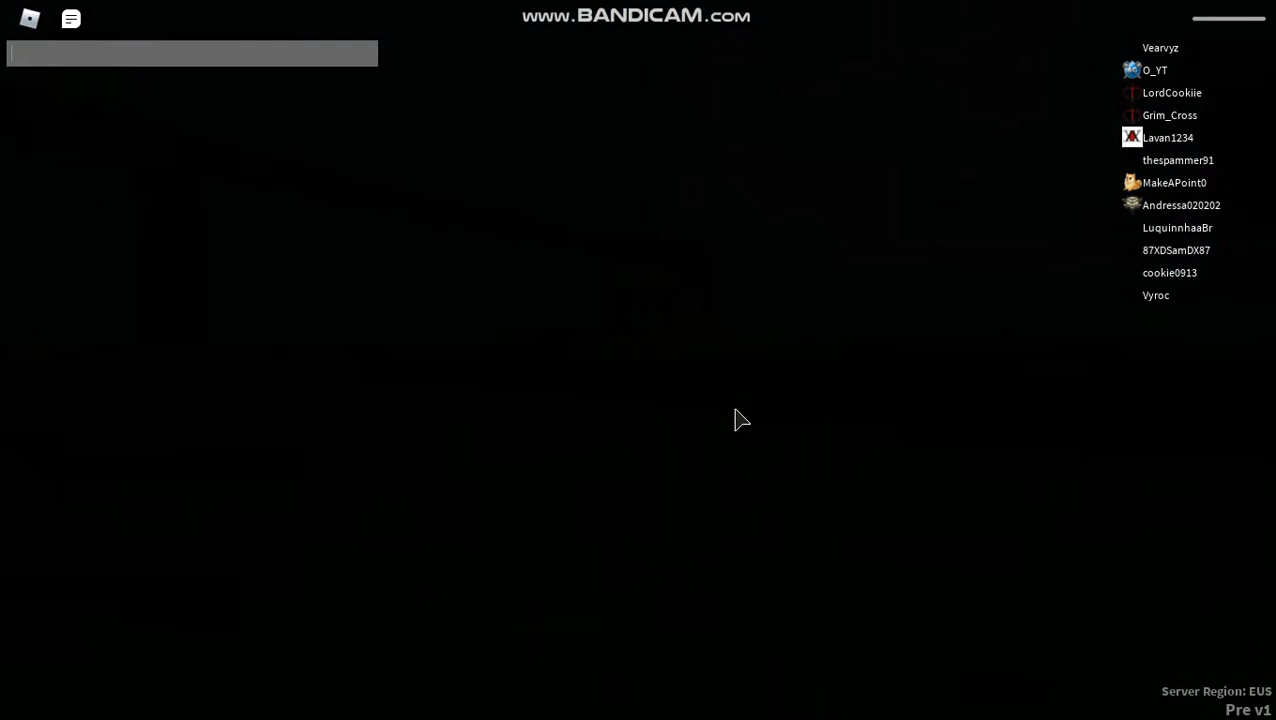 www.BANDICAM.com
Vearvyz
O_YT
LordCookiie
Grim_Cross
Lavan1234
thespammer91
MakeAPoint0
Andressa020202
LuquinnhaaBr
87XDSamDX87
cookie0913
Vyroc
Server Region: EUS
Pre v1